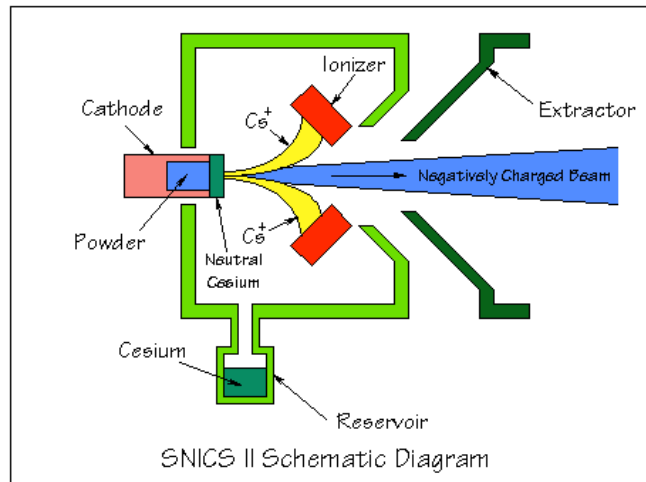 Ionizer
Cs+
Extractor
Cathode
Negatively Charged Beam
Powder
Cs+
Neutral
Cesium
Cesium
Reservoir
SNICS II Schematic Diagram